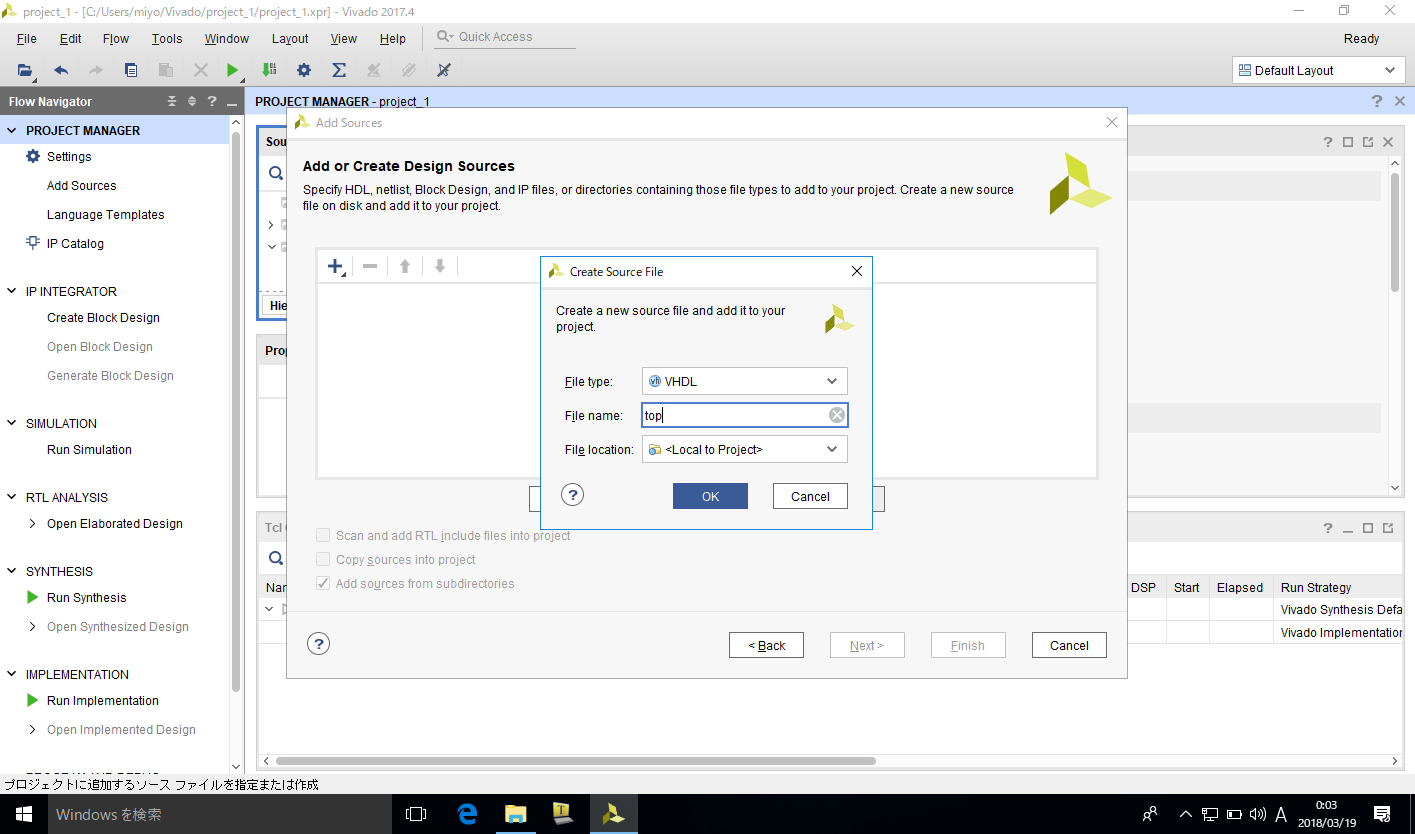 project_1 - [C:/Users/miyo/Vivado/project_1/project_1.xpr] - Vivado 2017.4
File Edit Flow Tools Window Layout View Help Quick Access Ready
Default Layout
Flow Navigator
PROJECT MANAGER - project_1
PROJECT MANAGER
Settings
Add Sources
Language Templates
IP Catalog
IP INTEGRATOR
Create Block Design
Open Block Design
Generate Block Design
SIMULATION
Run Simulation
RTL ANALYSIS
Open Elaborated Design
SYNTHESIS
Run Synthesis
Open Synthesized Design
IMPLEMENTATION
Run Implementation
Open Implemented Design
Sou
Hie
Prop
Tcl
Nar
Add Sources
Add or Create Design Sources
Specify HDL, netlist, Block Design, and IP files, or directories containing those file types to add to your project. Create a new source
file on disk and add it to your project.
Create Source File
Create a new source file and add it to your
project.
File type: VHDL
File name: top
File location: <Local to Project>
? OK Cancel
Scan and add RTL include files into project
Copy sources into project
Add sources from subdirectories
? < Back Next > Finish Cancel
DSP Start Elapsed Run Strategy
Vivado Synthesis Defa
Vivado Implementation
プロジェクトに追加するソース ファイルを指定または作成
Windows を検索
A
0:03
2018/03/19